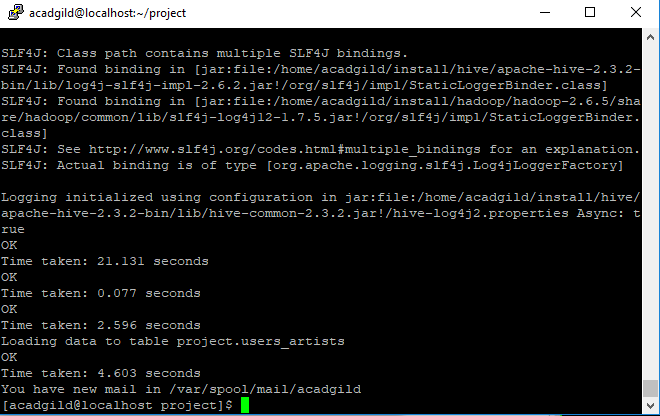 acadgild@localhost:~/project
SLF4J: Class path contains multiple SLF4J bindings.
SLF4J: Found binding in [jar:file:/home/acadgild/install/hive/apache-hive-2.3.2-
bin/lib/log4j-slf4j-impl-2.6.2.jar!/org/slf4j/impl/StaticLoggerBinder.class]
SLF4J: Found binding in [jar:file:/home/acadgild/install/hadoop/hadoop-2.6.5/sha
re/hadoop/common/lib/slf4j-log4j12-1.7.5.jar!/org/slf4j/impl/StaticLoggerBinder.
class]
SLF4J: See http://www.slf4j.org/codes.html#multiple_bindings for an explanation.
SLF4J: Actual binding is of type [org.apache.logging.slf4j.Log4jLoggerFactory]
Logging initialized using configuration in jar:file:/home/acadgild/install/hive/
apache-hive-2.3.2-bin/lib/hive-common-2.3.2.jar!/hive-log4j2.properties Async: t
rue
OK
Time taken: 21.131 seconds
OK
Time taken: 0.077 seconds
OK
Time taken: 2.596 seconds
Loading data to table project.users_artists
OK
Time taken: 4.603 seconds
You have new mail in /var/spool/mail/acadgild
[acadgild@localhost project]$